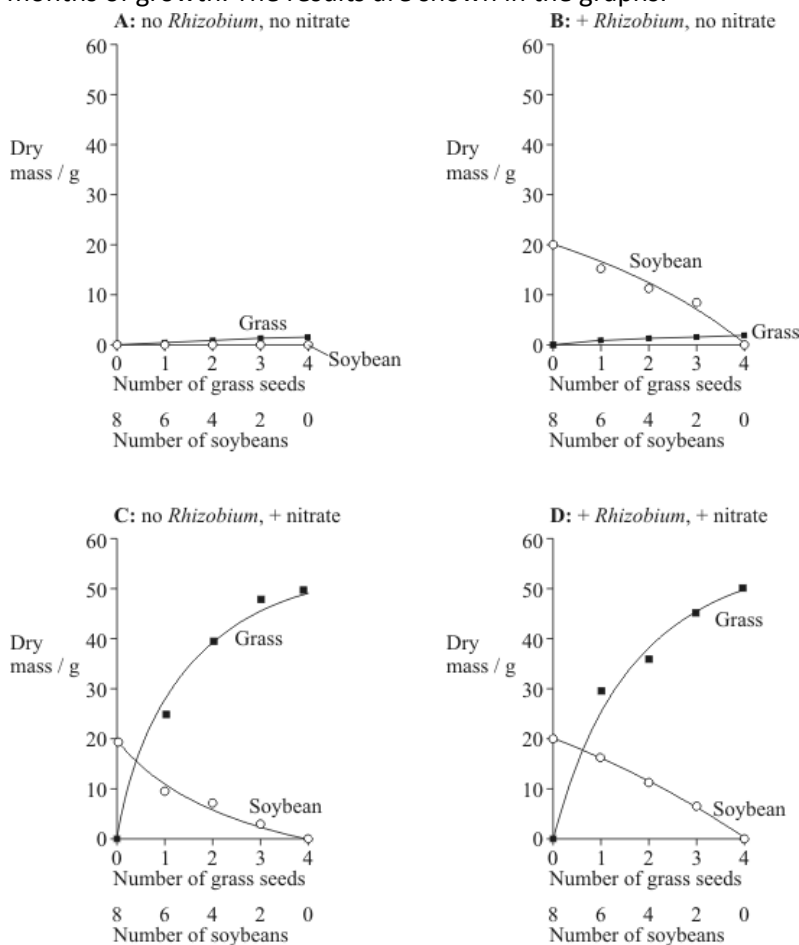 months of growth. The results are shown in the graphs.
A: no Rhizobium, no nitrate
60
50
40
30
20
10
0
Dry
mass / g
Grass
Soybean
0 1 2 3 4
Number of grass seeds
8 6 4 2 0
Number of soybeans
B: + Rhizobium, no nitrate
60
50
40
30
20
10
0
Dry
mass / g
Soybean
Grass
0 1 2 3 4
Number of grass seeds
8 6 4 2 0
Number of soybeans
C: no Rhizobium, + nitrate
60
50
40
30
20
10
0
Dry
mass / g
Grass
Soybean
0 1 2 3 4
Number of grass seeds
8 6 4 2 0
Number of soybeans
D: + Rhizobium, + nitrate
60
50
40
30
20
10
0
Dry
mass / g
Grass
Soybean
0 1 2 3 4
Number of grass seeds
8 6 4 2 0
Number of soybeans